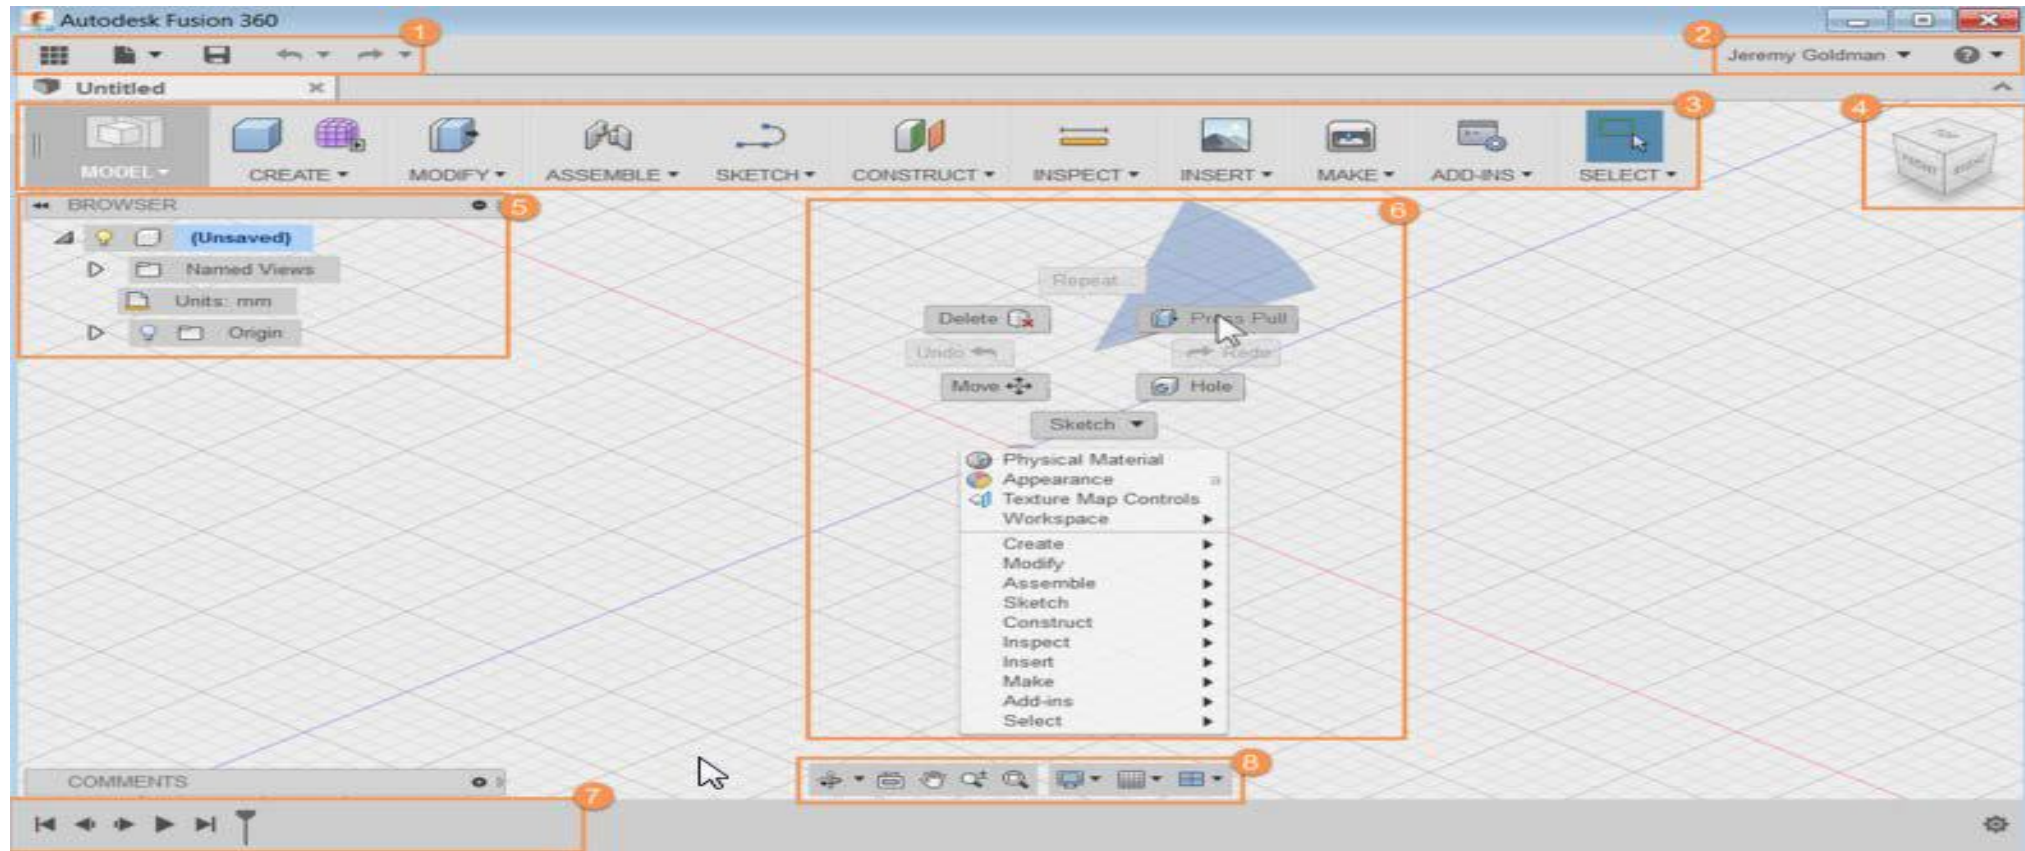 Autodesk Fusion 360
1
2
Jeremy Goldman
Untitled
3
4
MODEL
CREATE
MODIFY
ASSEMBLE
SKETCH
CONSTRUCT
INSPECT
INSERT
MAKE
ADD-INS
SELECT
FRONT
RIGHT
BROWSER
5
6
(Unsaved)
Named Views
Units: mm
Origin
Repeat...
Delete
Press Pull
Undo
Redo
Move
Hole
Sketch
Physical Material
Appearance a
Texture Map Controls
Workspace
Create
Modify
Assemble
Sketch
Construct
Inspect
Insert
Make
Add-ins
Select
8
COMMENTS
7